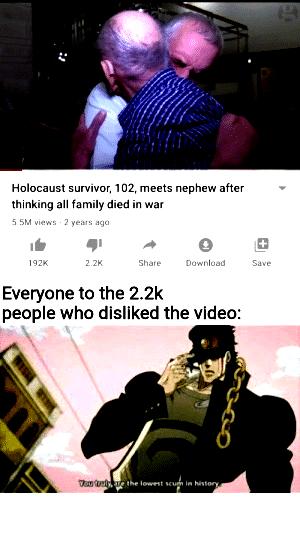 Holocaust survivor, 102, meets nephew after
thinking all family died in war
5.5M views · 2 years ago
192K 2.2K Share Download Save
Everyone to the 2.2k
people who disliked the video:
You truly are the lowest scum in history.